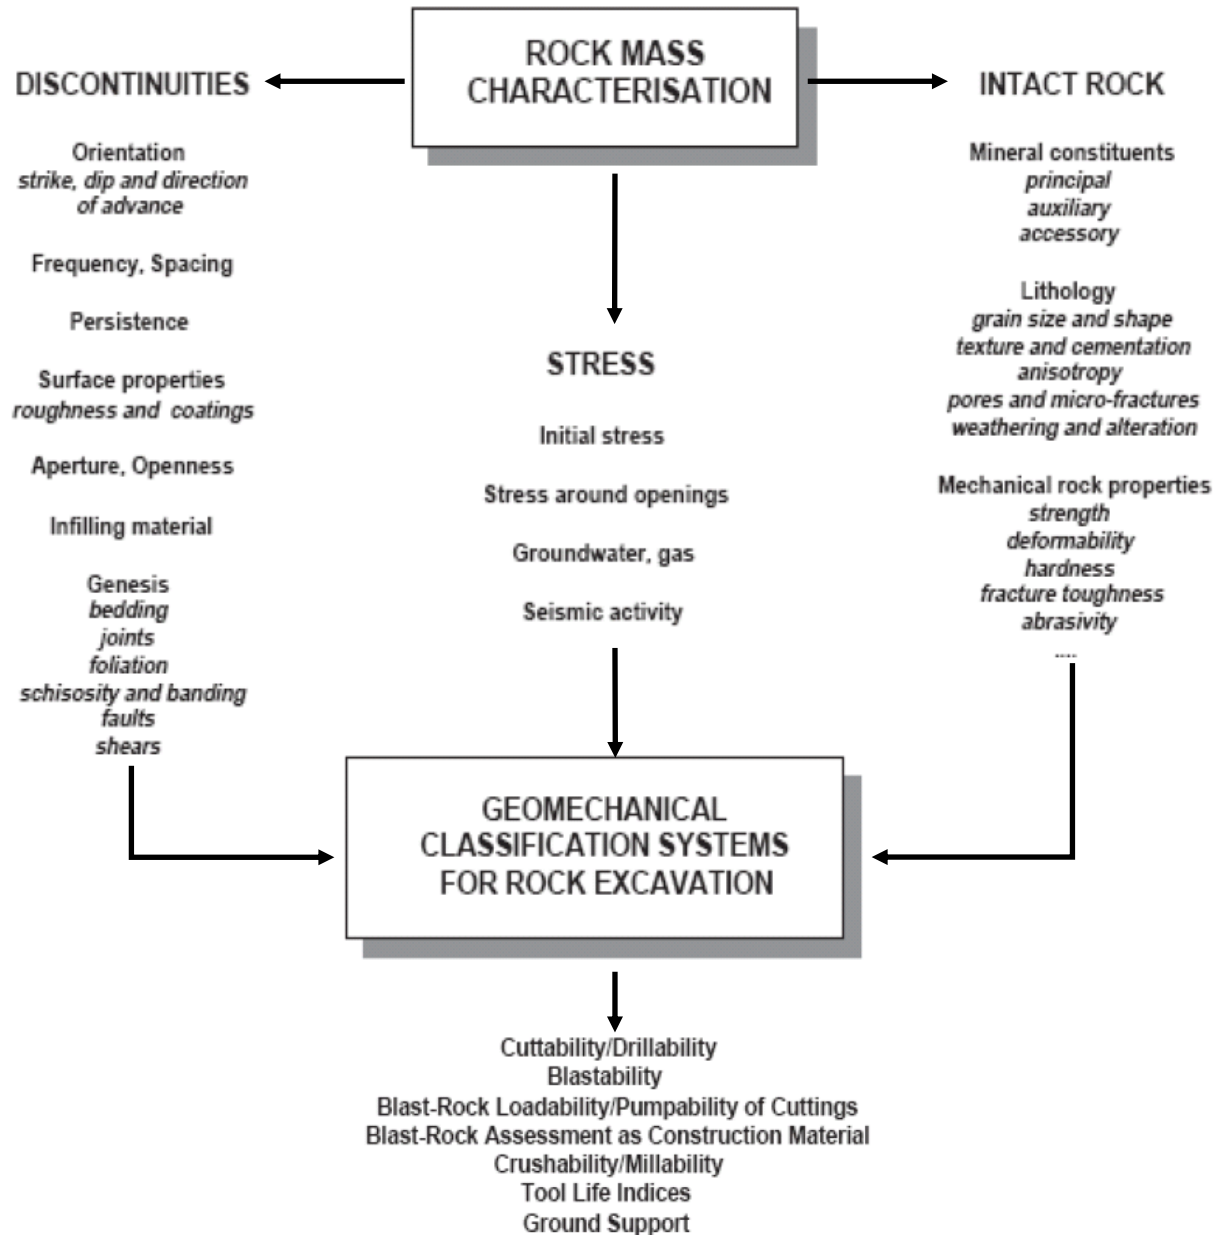 ROCK MASS
CHARACTERISATION
DISCONTINUITIES
Orientation
strike, dip and direction
of advance
Frequency, Spacing
Persistence
Surface properties
roughness and coatings
Aperture, Openness
Infilling material
Genesis
bedding
joints
foliation
schisosity and banding
faults
shears
STRESS
Initial stress
Stress around openings
Groundwater, gas
Seismic activity
INTACT ROCK
Mineral constituents
principal
auxiliary
accessory
Lithology
grain size and shape
texture and cementation
anisotropy
pores and micro-fractures
weathering and alteration
Mechanical rock properties
strength
deformability
hardness
fracture toughness
abrasivity
....
GEOMECHANICAL
CLASSIFICATION SYSTEMS
FOR ROCK EXCAVATION
Cuttability/Drillability
Blastability
Blast-Rock Loadability/Pumpability of Cuttings
Blast-Rock Assessment as Construction Material
Crushability/Millability
Tool Life Indices
Ground Support